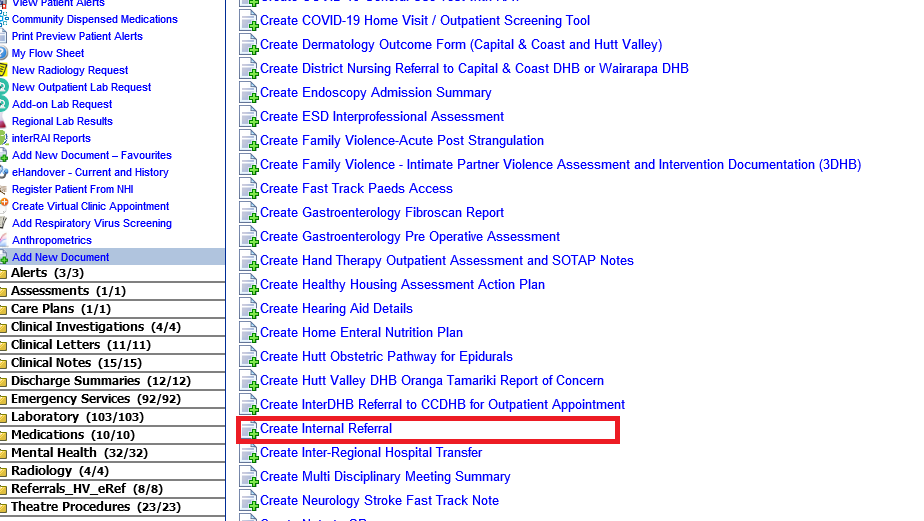 View Patient Alerts
Community Dispensed Medications
Print Preview Patient Alerts
My Flow Sheet
New Radiology Request
New Outpatient Lab Request
Add-on Lab Request
Regional Lab Results
interRAI Reports
Add New Document – Favourites
eHandover - Current and History
Register Patient From NHI
Create Virtual Clinic Appointment
Add Respiratory Virus Screening
Anthropometrics
Add New Document
Alerts (3/3)
Assessments (1/1)
Care Plans (1/1)
Clinical Investigations (4/4)
Clinical Letters (11/11)
Clinical Notes (15/15)
Discharge Summaries (12/12)
Emergency Services (92/92)
Laboratory (103/103)
Medications (10/10)
Mental Health (32/32)
Radiology (4/4)
Referrals_HV_eRef (8/8)
Theatre Procedures (23/23)
Create COVID-19 Home Visit / Outpatient Screening Tool
Create Dermatology Outcome Form (Capital & Coast and Hutt Valley)
Create District Nursing Referral to Capital & Coast DHB or Wairarapa DHB
Create Endoscopy Admission Summary
Create ESD Interprofessional Assessment
Create Family Violence-Acute Post Strangulation
Create Family Violence - Intimate Partner Violence Assessment and Intervention Documentation (3DHB)
Create Fast Track Paeds Access
Create Gastroenterology Fibroscan Report
Create Gastroenterology Pre Operative Assessment
Create Hand Therapy Outpatient Assessment and SOTAP Notes
Create Healthy Housing Assessment Action Plan
Create Hearing Aid Details
Create Home Enteral Nutrition Plan
Create Hutt Obstetric Pathway for Epidurals
Create Hutt Valley DHB Oranga Tamariki Report of Concern
Create InterDHB Referral to CCDHB for Outpatient Appointment
Create Internal Referral
Create Inter-Regional Hospital Transfer
Create Multi Disciplinary Meeting Summary
Create Neurology Stroke Fast Track Note